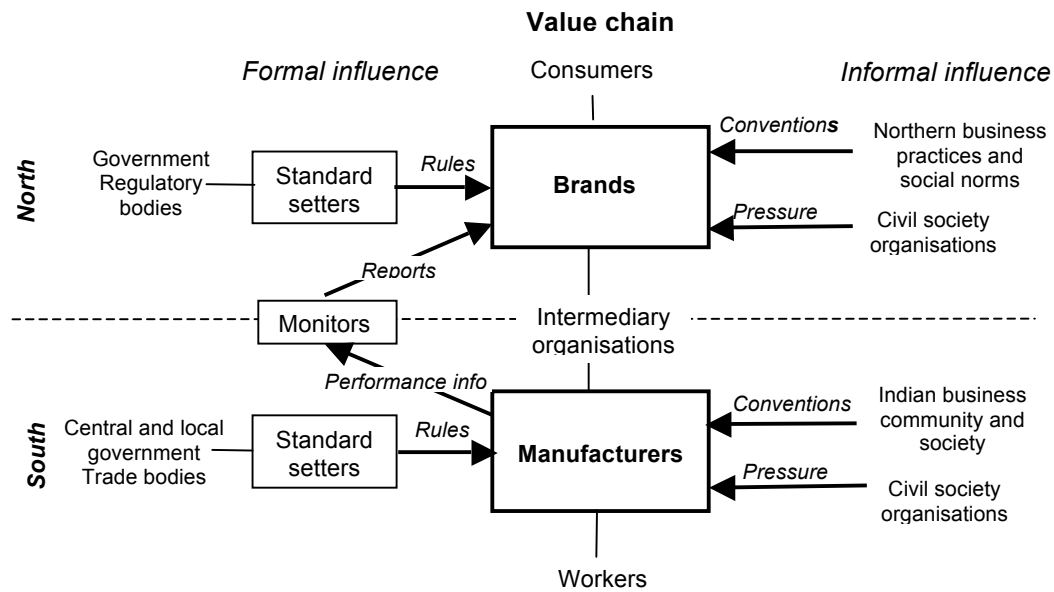 Value chain
Formal influence
Consumers
Informal influence
North
Government
Regulatory
bodies
Standard
setters
Rules
Brands
Conventions
Northern business
practices and
social norms
Pressure
Civil society
organisations
Reports
Monitors
Intermediary
organisations
Performance info
South
Central and local
government
Trade bodies
Standard
setters
Rules
Manufacturers
Conventions
Indian business
community and
society
Pressure
Civil society
organisations
Workers